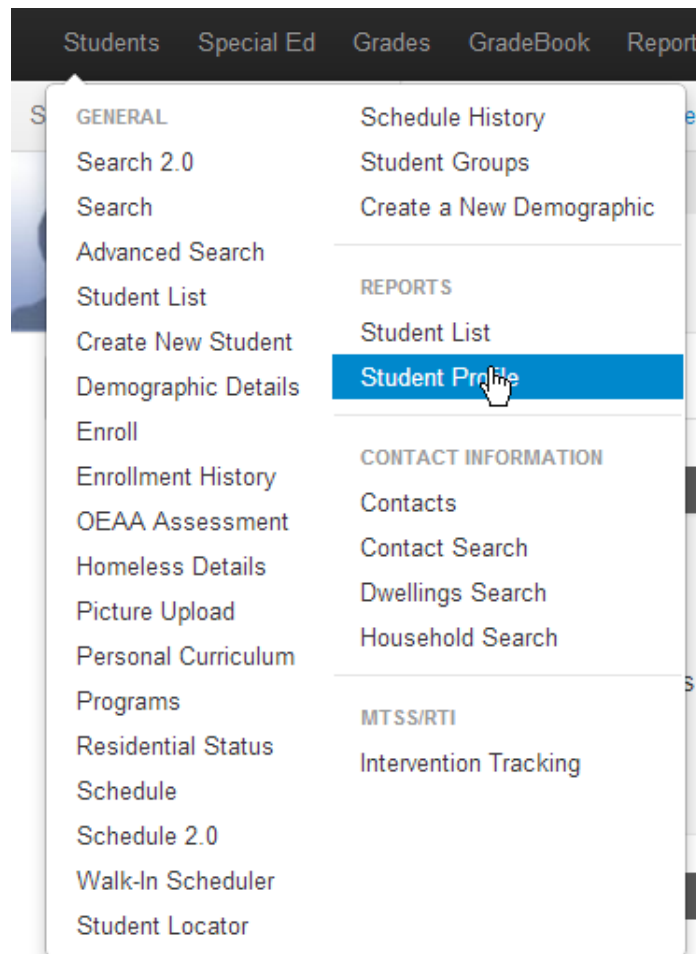 Students Special Ed Grades GradeBook Report
GENERAL
Search 2.0
Search
Advanced Search
Student List
Create New Student
Demographic Details
Enroll
Enrollment History
OEAA Assessment
Homeless Details
Picture Upload
Personal Curriculum
Programs
Residential Status
Schedule
Schedule 2.0
Walk-In Scheduler
Student Locator
Schedule History
Student Groups
Create a New Demographic
REPORTS
Student List
Student Profile
CONTACT INFORMATION
Contacts
Contact Search
Dwellings Search
Household Search
MTSS/RTI
Intervention Tracking